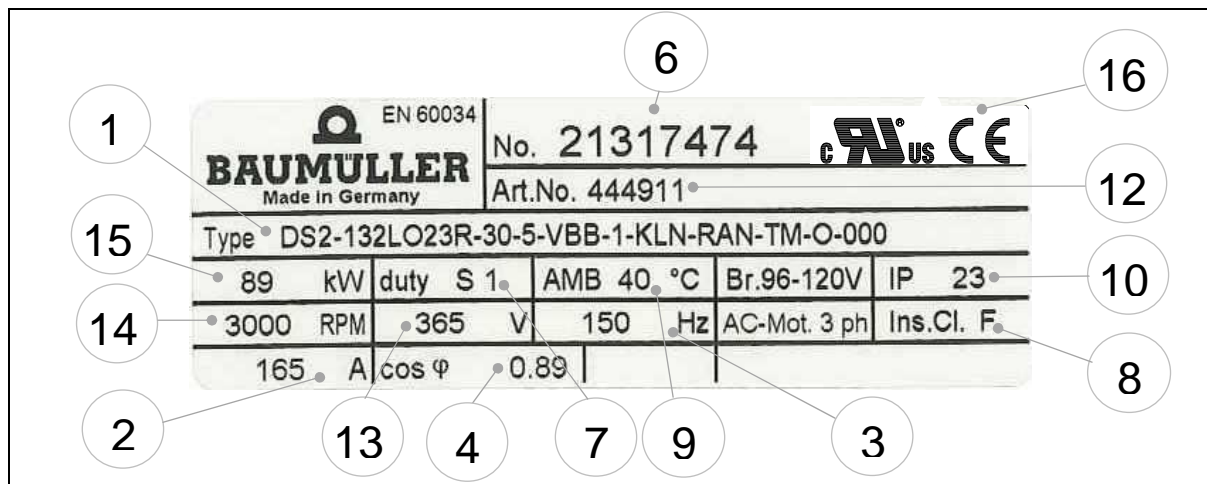 6
16
1
EN 60034
BAUMÜLLER
Made in Germany
No. 21317474
c RU® US CE
Art.No. 444911
12
Type DS2-132LO23R-30-5-VBB-1-KLN-RAN-TM-O-000
15
89 kW duty S 1 AMB 40 °C Br.96-120V IP 23
10
14
3000 RPM 365 V 150 Hz AC-Mot. 3 ph Ins.Cl. F
8
165 A cos φ 0.89
2
13
4
7
9
3